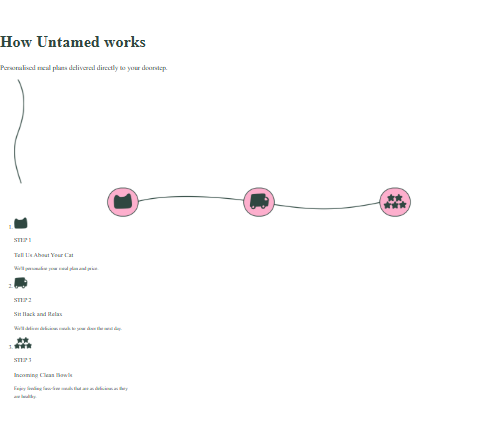 How Untamed works
Personalised meal plans delivered directly to your doorstep.
1.
STEP 1
Tell Us About Your Cat
We'll personalise your meal plan and price.
2.
STEP 2
Sit Back and Relax
We'll deliver delicious meals to your door the next day.
3.
STEP 3
Incoming Clean Bowls
Enjoy feeding fuss-free meals that are as delicious as they
are healthy.